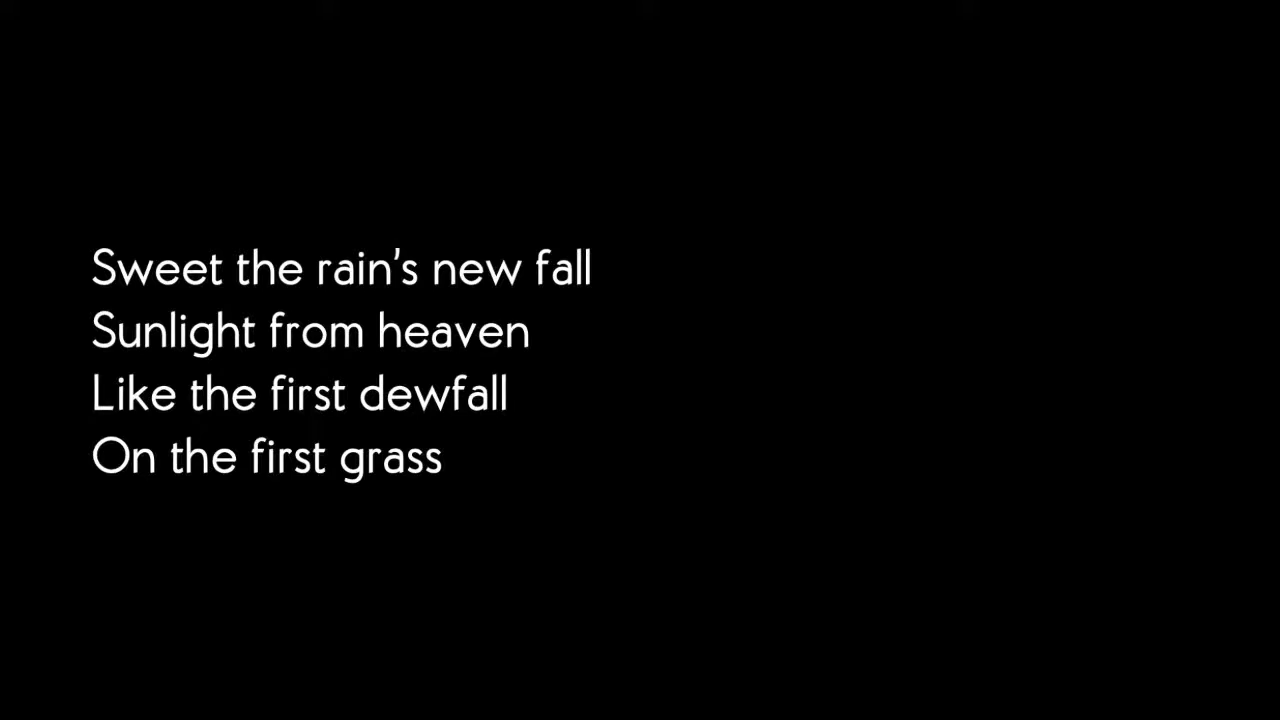 Sweet the rain’s new fall
Sunlight from heaven
Like the first dewfall
On the first grass